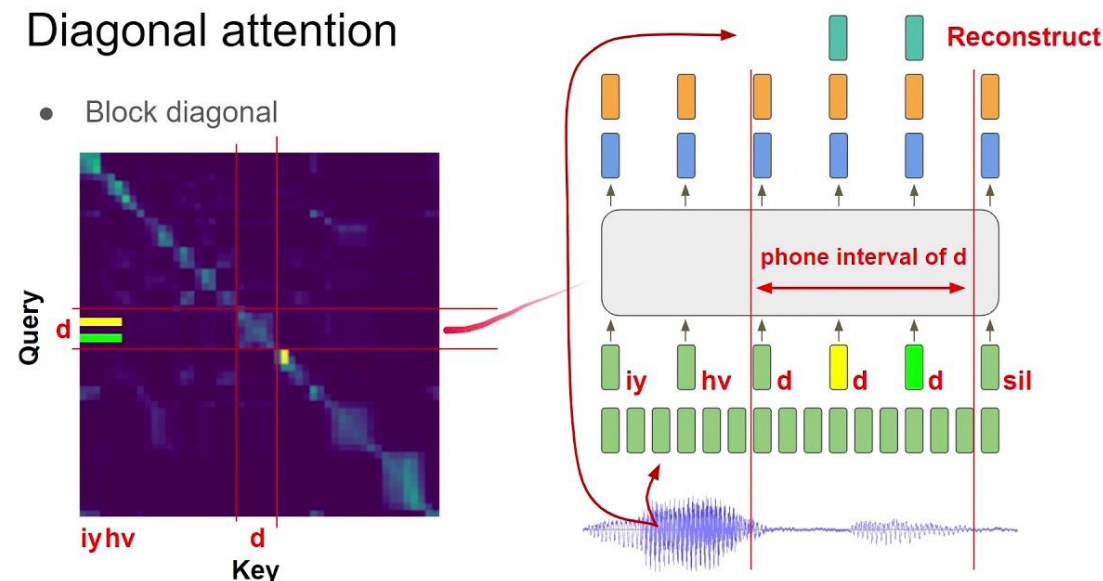 Diagonal attention
● Block diagonal
Query
d
iy hv
d
Key
Reconstruct
phone interval of d
iy hv d d d sil